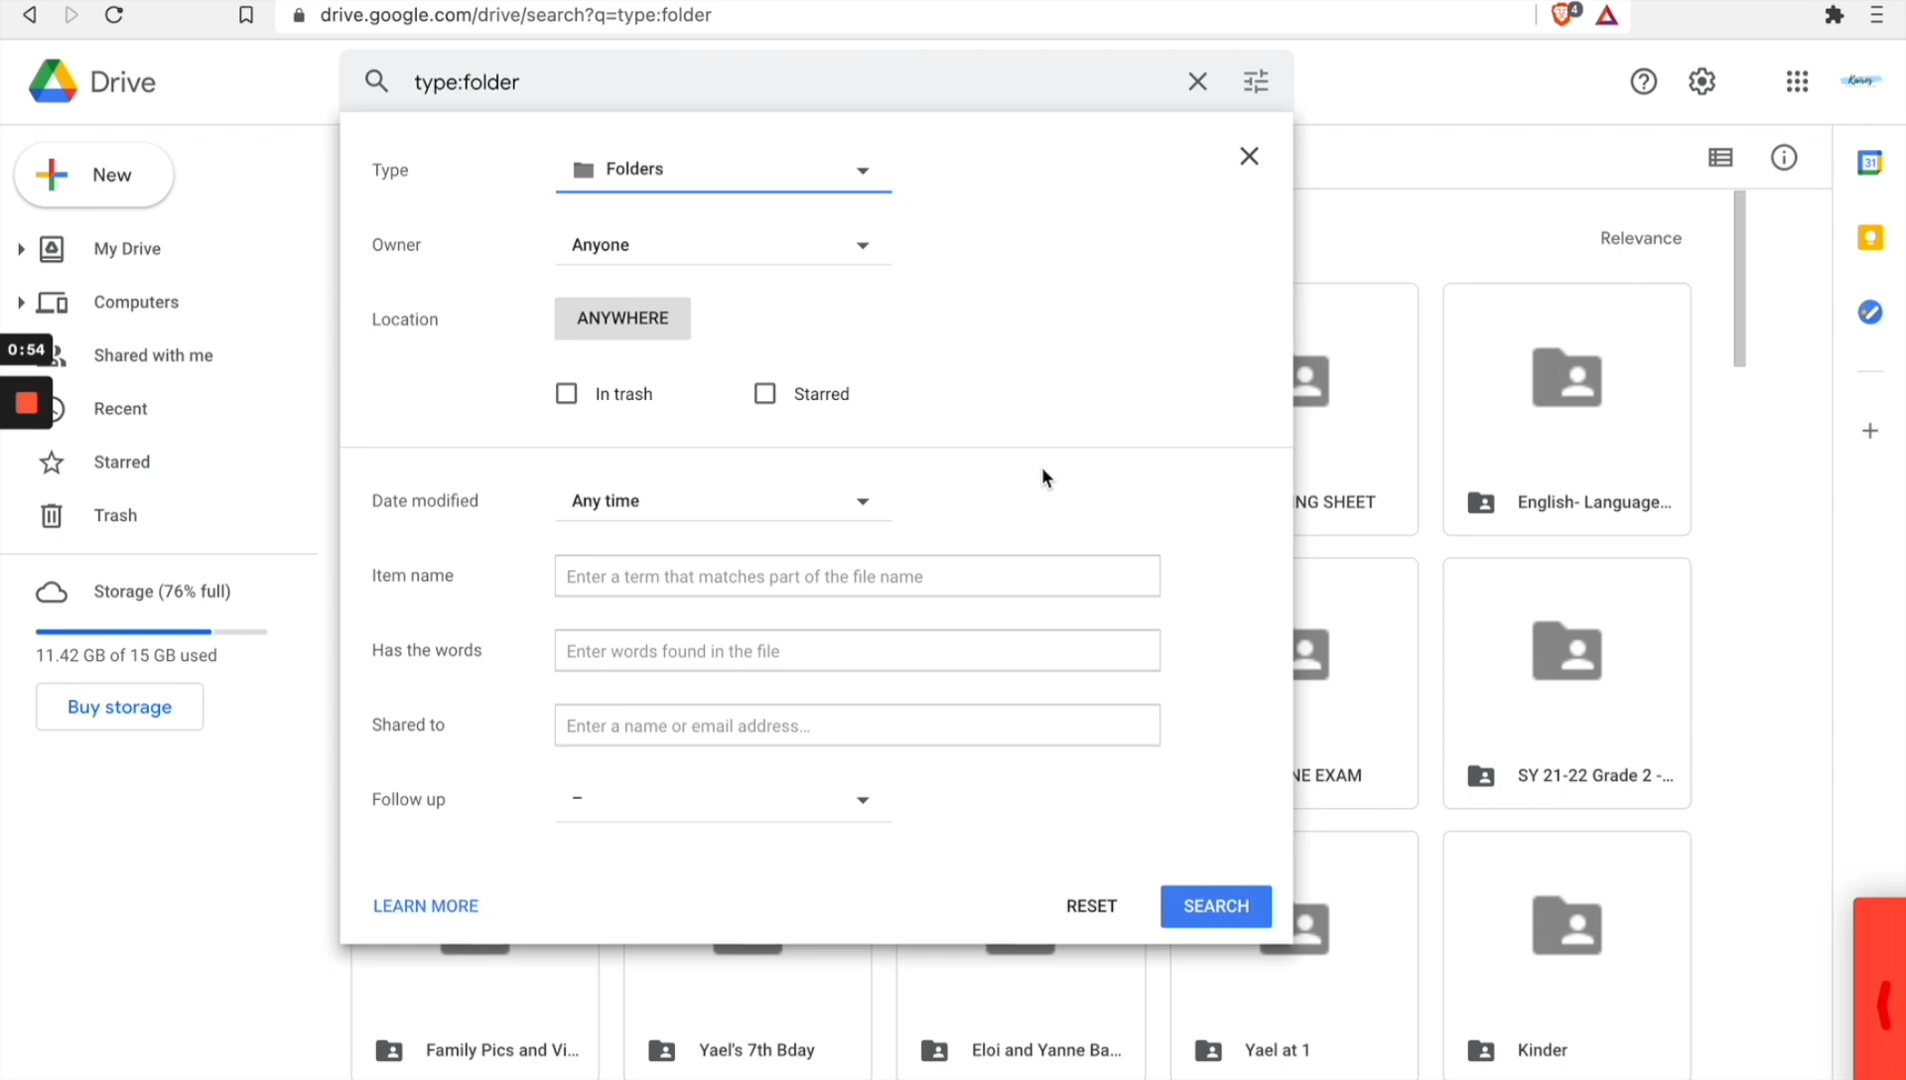 drive.google.com/drive/search?q=type:folder
4
Drive
type:folder
Kairos
New
My Drive
Computers
Shared with me
Recent
Starred
Trash
Storage (76% full)
11.42 GB of 15 GB used
Buy storage
0:54
Type
Folders
Owner
Anyone
Location
ANYWHERE
In trash
Starred
Date modified
Any time
Item name
Enter a term that matches part of the file name
Has the words
Enter words found in the file
Shared to
Enter a name or email address...
Follow up
–
LEARN MORE
RESET
SEARCH
Relevance
31
NG SHEET
English- Language...
NE EXAM
SY 21-22 Grade 2 -...
Family Pics and Vi...
Yael's 7th Bday
Eloi and Yanne Ba...
Yael at 1
Kinder